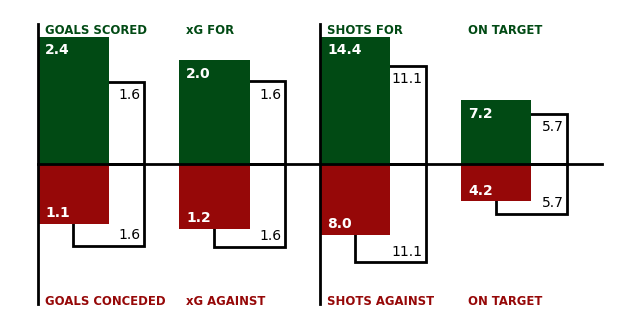 GOALS SCORED xG FOR SHOTS FOR ON TARGET
2.4 2.0 14.4 7.2
1.6 1.6 11.1 5.7
1.1 1.2 8.0 4.2
1.6 1.6 11.1 5.7
GOALS CONCEDED xG AGAINST SHOTS AGAINST ON TARGET